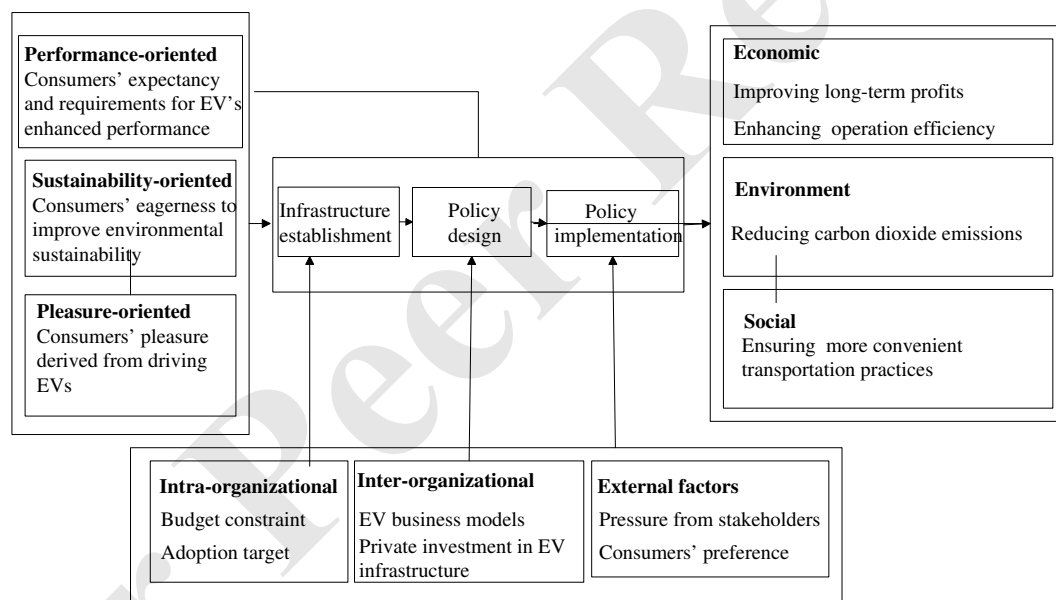 Performance-oriented
Consumers' expectancy
and requirements for EV's
enhanced performance
Sustainability-oriented
Consumers' eagerness to
improve environmental
sustainability
Pleasure-oriented
Consumers' pleasure
derived from driving
EVs
Infrastructure
establishment
Policy
design
Policy
implementation
Economic
Improving long-term profits
Enhancing operation efficiency
Environment
Reducing carbon dioxide emissions
Social
Ensuring more convenient
transportation practices
Intra-organizational
Budget constraint
Adoption target
Inter-organizational
EV business models
Private investment in EV
infrastructure
External factors
Pressure from stakeholders
Consumers' preference
r Peer Re